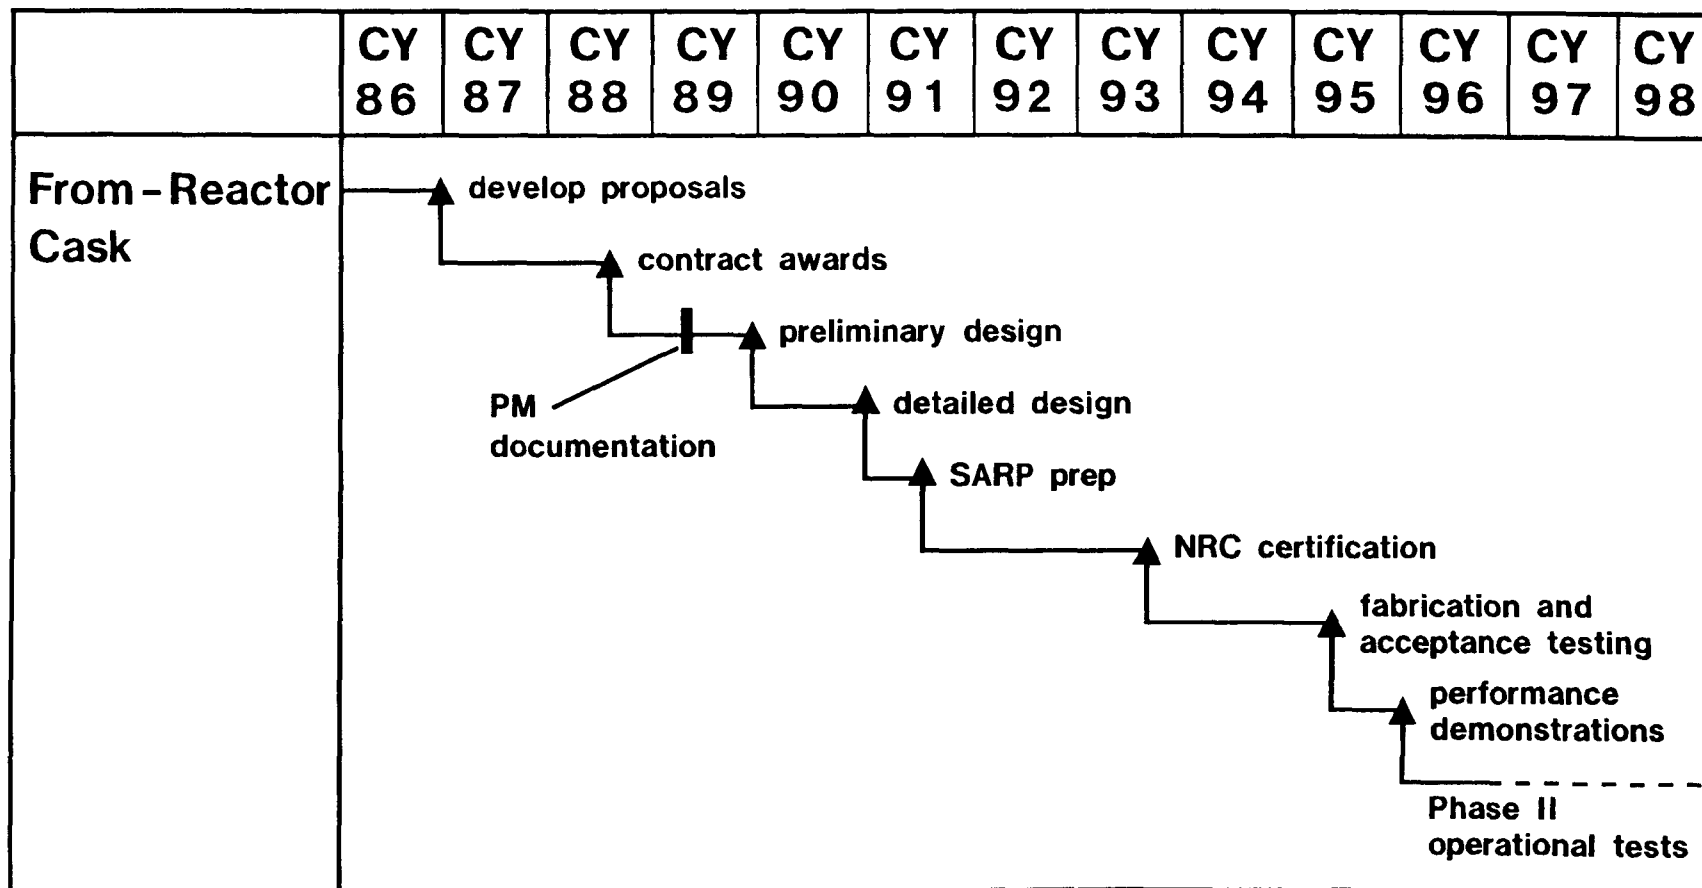 CY CY CY CY CY CY CY CY CY CY CY CY CY
86 87 88 89 90 91 92 93 94 95 96 97 98
From-Reactor
Cask
develop proposals
contract awards
preliminary design
PM
documentation
detailed design
SARP prep
NRC certification
fabrication and
acceptance testing
performance
demonstrations
Phase II
operational tests